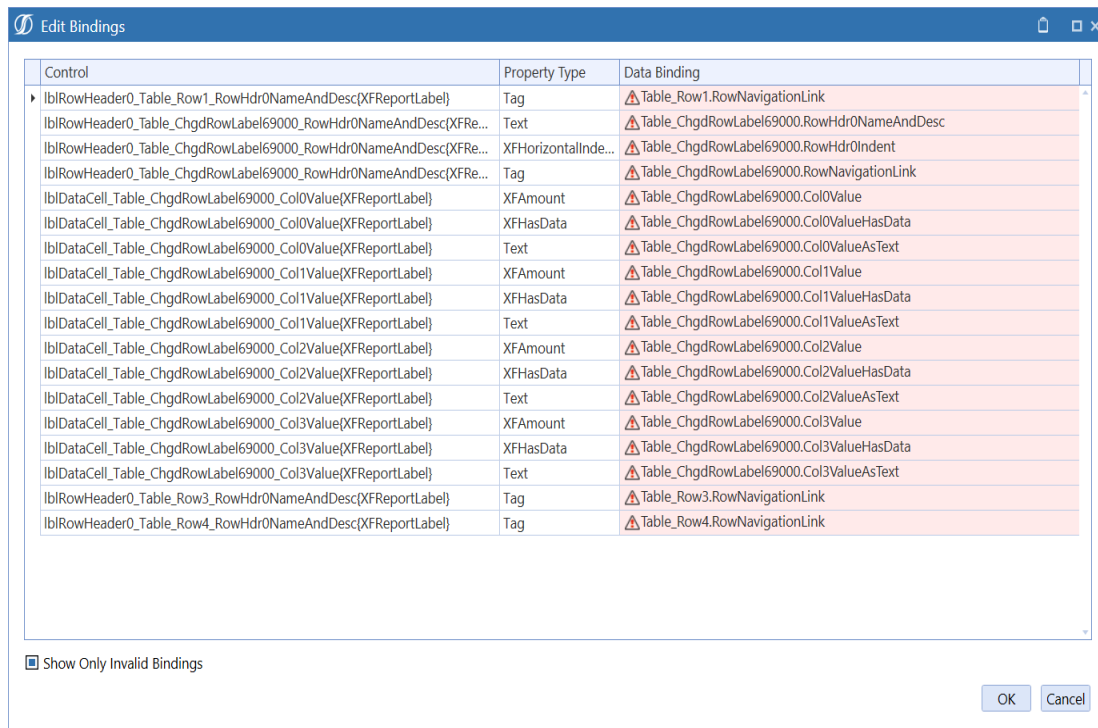 Edit Bindings
Control Property Type Data Binding
lblRowHeader0_Table_Row1_RowHdr0NameAndDesc{XFReportLabel} Tag Table_Row1.RowNavigationLink
lblRowHeader0_Table_ChgdRowLabel69000_RowHdr0NameAndDesc{XFRe... Text Table_ChgdRowLabel69000.RowHdr0NameAndDesc
lblRowHeader0_Table_ChgdRowLabel69000_RowHdr0NameAndDesc{XFRe... XFHorizontalInde... Table_ChgdRowLabel69000.RowHdr0Indent
lblRowHeader0_Table_ChgdRowLabel69000_RowHdr0NameAndDesc{XFRe... Tag Table_ChgdRowLabel69000.RowNavigationLink
lblDataCell_Table_ChgdRowLabel69000_Col0Value{XFReportLabel} XFAmount Table_ChgdRowLabel69000.Col0Value
lblDataCell_Table_ChgdRowLabel69000_Col0Value{XFReportLabel} XFHasData Table_ChgdRowLabel69000.Col0ValueHasData
lblDataCell_Table_ChgdRowLabel69000_Col0Value{XFReportLabel} Text Table_ChgdRowLabel69000.Col0ValueAsText
lblDataCell_Table_ChgdRowLabel69000_Col1Value{XFReportLabel} XFAmount Table_ChgdRowLabel69000.Col1Value
lblDataCell_Table_ChgdRowLabel69000_Col1Value{XFReportLabel} XFHasData Table_ChgdRowLabel69000.Col1ValueHasData
lblDataCell_Table_ChgdRowLabel69000_Col1Value{XFReportLabel} Text Table_ChgdRowLabel69000.Col1ValueAsText
lblDataCell_Table_ChgdRowLabel69000_Col2Value{XFReportLabel} XFAmount Table_ChgdRowLabel69000.Col2Value
lblDataCell_Table_ChgdRowLabel69000_Col2Value{XFReportLabel} XFHasData Table_ChgdRowLabel69000.Col2ValueHasData
lblDataCell_Table_ChgdRowLabel69000_Col2Value{XFReportLabel} Text Table_ChgdRowLabel69000.Col2ValueAsText
lblDataCell_Table_ChgdRowLabel69000_Col3Value{XFReportLabel} XFAmount Table_ChgdRowLabel69000.Col3Value
lblDataCell_Table_ChgdRowLabel69000_Col3Value{XFReportLabel} XFHasData Table_ChgdRowLabel69000.Col3ValueHasData
lblDataCell_Table_ChgdRowLabel69000_Col3Value{XFReportLabel} Text Table_ChgdRowLabel69000.Col3ValueAsText
lblRowHeader0_Table_Row3_RowHdr0NameAndDesc{XFReportLabel} Tag Table_Row3.RowNavigationLink
lblRowHeader0_Table_Row4_RowHdr0NameAndDesc{XFReportLabel} Tag Table_Row4.RowNavigationLink
Show Only Invalid Bindings
OK Cancel